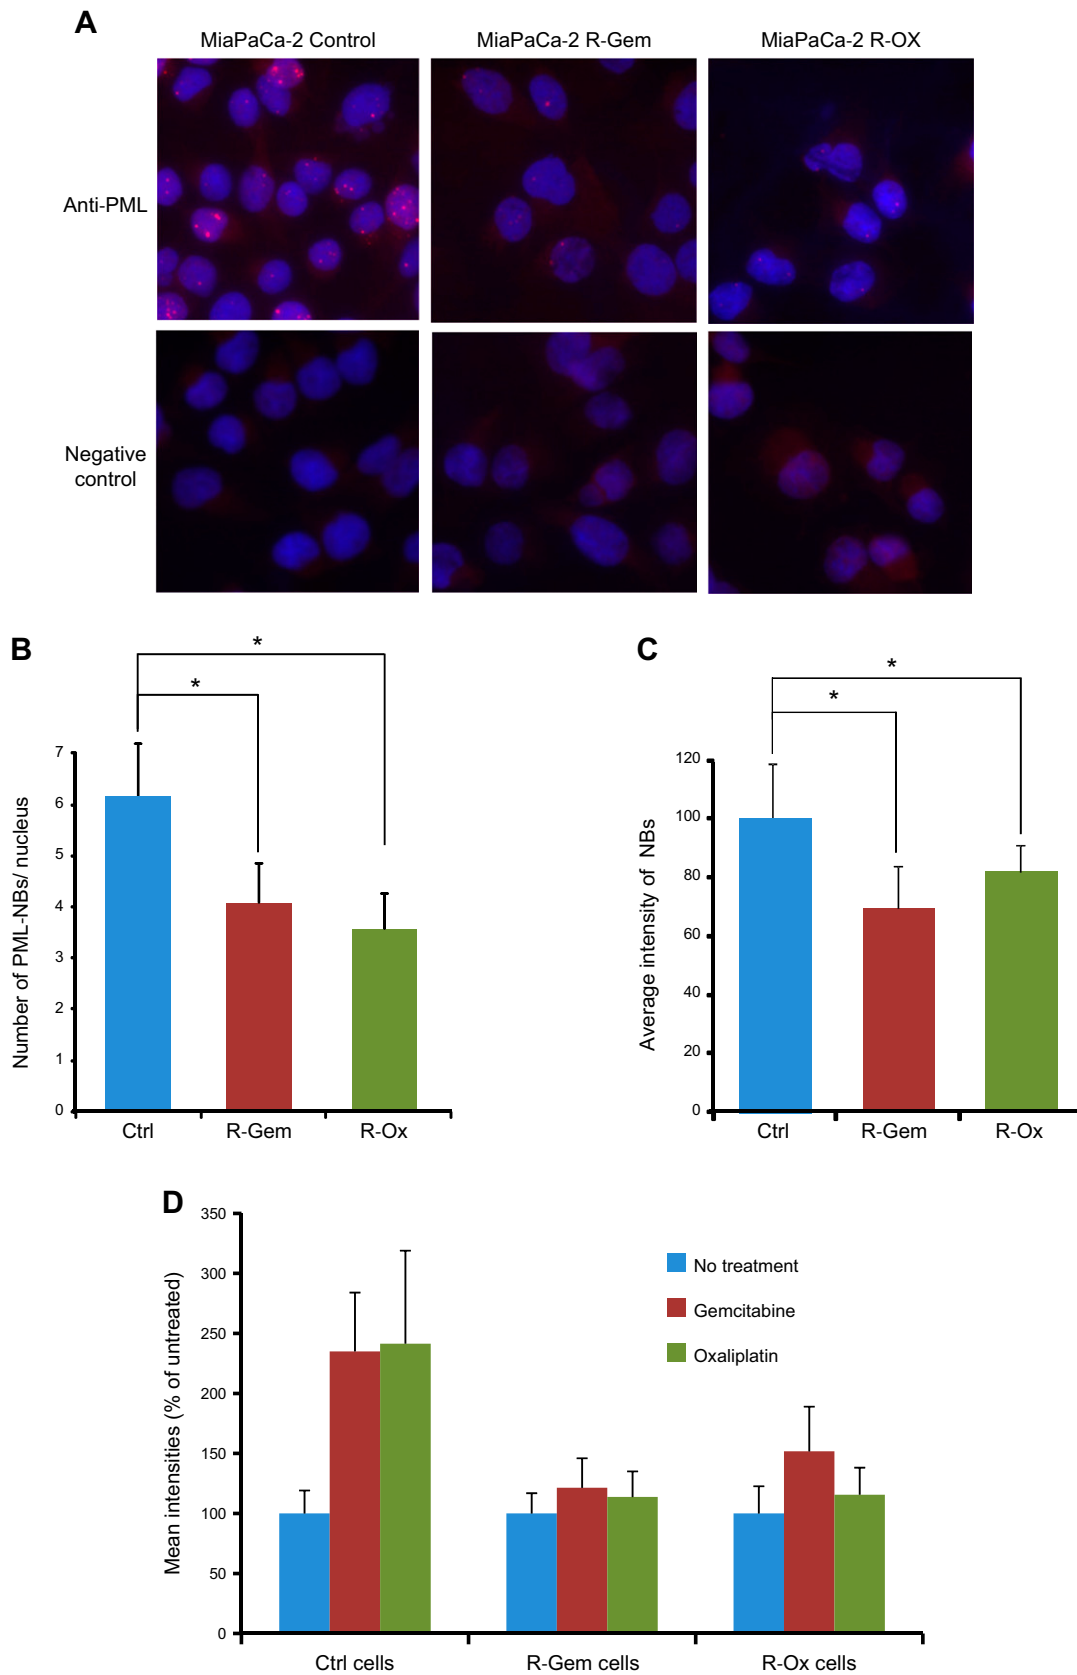 A
MiaPaCa-2 Control
MiaPaCa-2 R-Gem
MiaPaCa-2 R-OX
Anti-PML
Negative
control
B
*
*
7
6
5
4
3
2
1
0
Number of PML-NBs/ nucleus
Ctrl
R-Gem
R-Ox
C
*
*
120
100
80
60
40
20
0
Average intensity of NBs
Ctrl
R-Gem
R-Ox
D
350
300
250
200
150
100
50
0
Mean intensities (% of untreated)
No treatment
Gemcitabine
Oxaliplatin
Ctrl cells
R-Gem cells
R-Ox cells